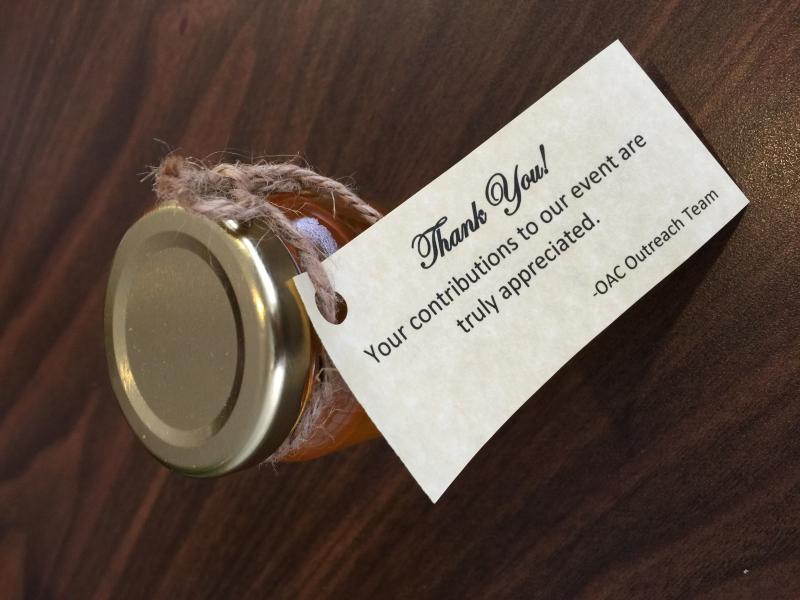 Thank You!
Your contributions to our event are
truly appreciated.
-OAC Outreach Team